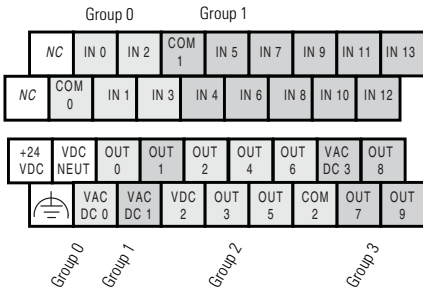 Group 0 Group 1
NC IN 0 IN 2 COM 1 IN 5 IN 7 IN 9 IN 11 IN 13
NC COM 0 IN 1 IN 3 IN 4 IN 6 IN 8 IN 10 IN 12
+24 VDC VDC NEUT OUT 0 OUT 1 OUT 2 OUT 4 OUT 6 VAC DC 3 OUT 8
VAC DC 0 VAC DC 1 VDC 2 OUT 3 OUT 5 COM 2 OUT 7 OUT 9
Group 0 Group 1 Group 2 Group 3